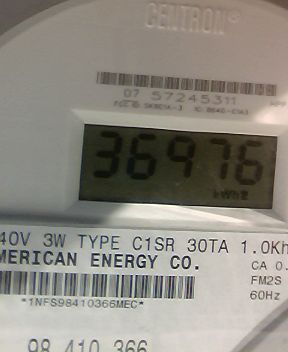 CENTRON®
07 57245311
36976
kWh
40V 3W TYPE C1SR 30TA 1.0Kh
MERICAN ENERGY CO.
CA 0.
FM2S
60Hz
*1NFS98410366MEC*
98 410 366